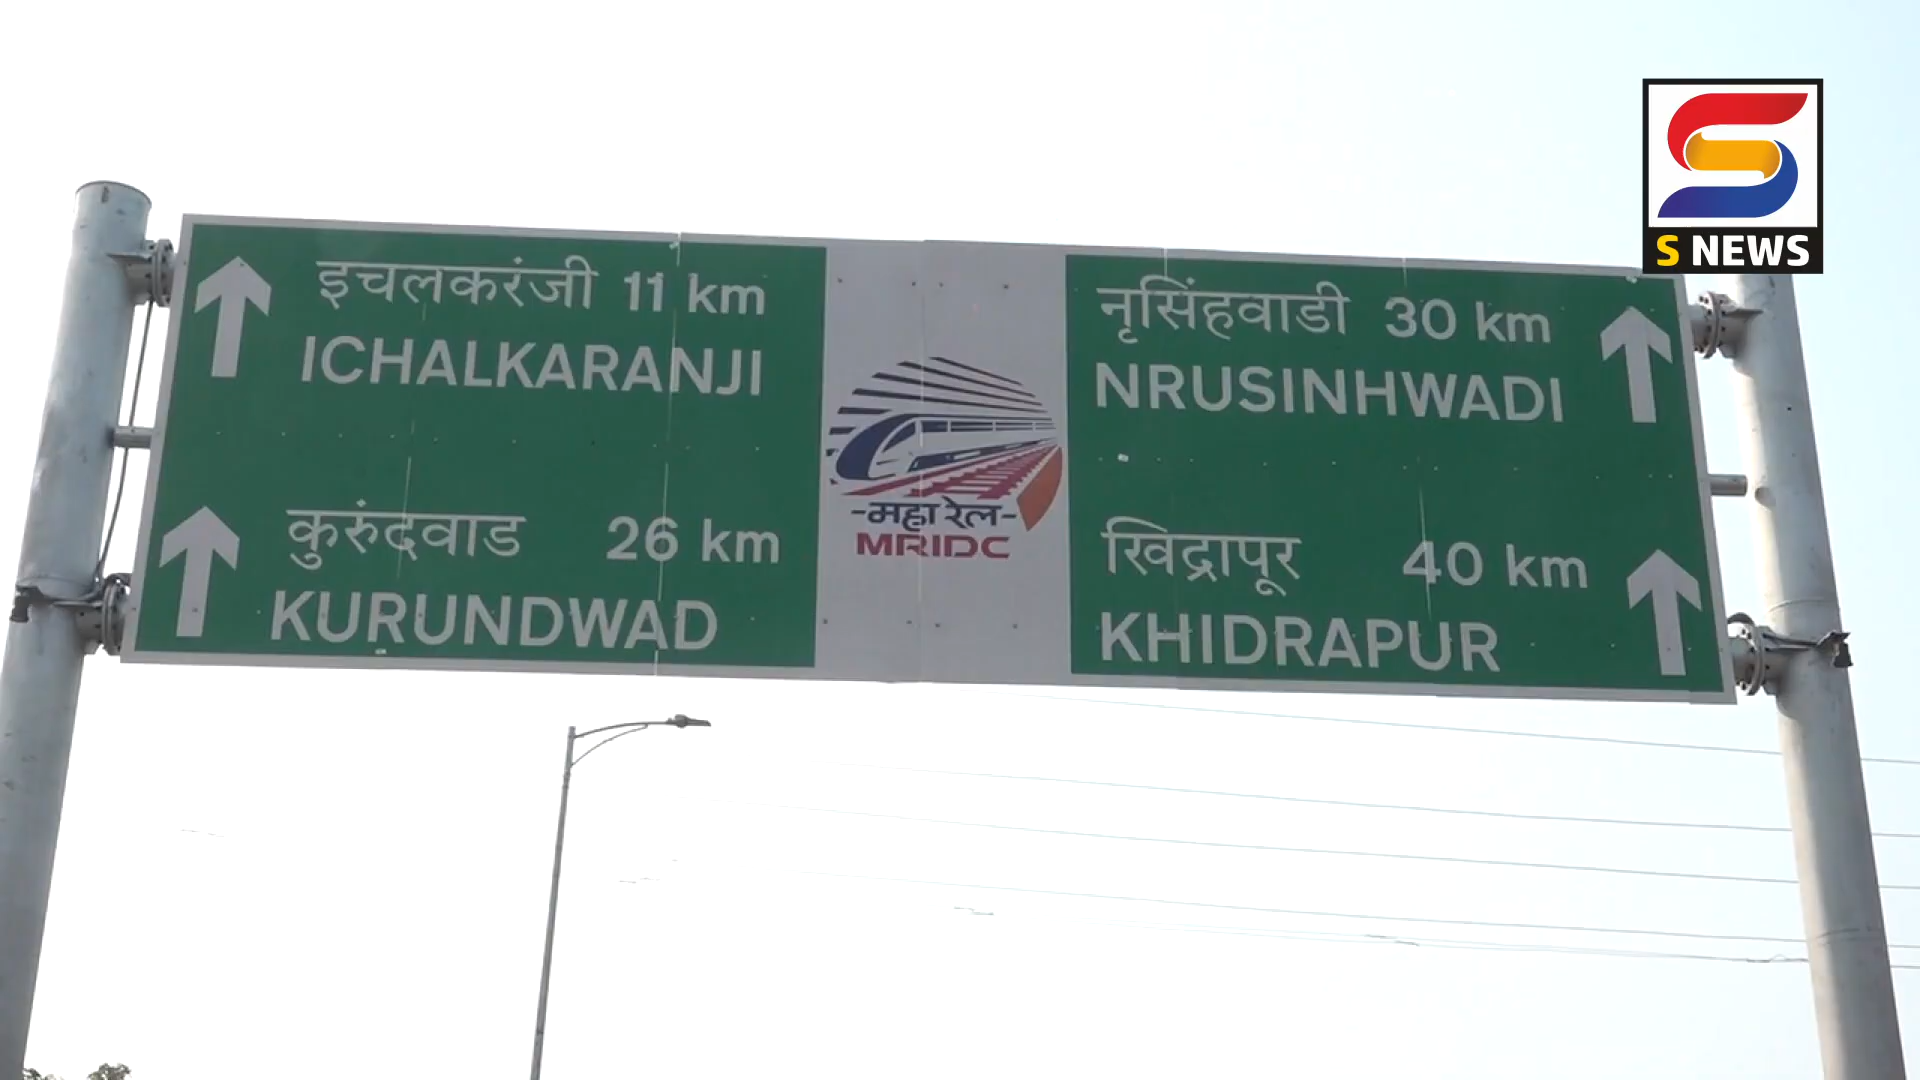 इचलकरंजी 11 km
ICHALKARANJI
कुरुंदवाड 26 km
KURUNDWAD
-महा रेल-
MRIDC
नृसिंहवाडी 30 km
NRUSINHWADI
खिद्रापूर 40 km
KHIDRAPUR
S NEWS